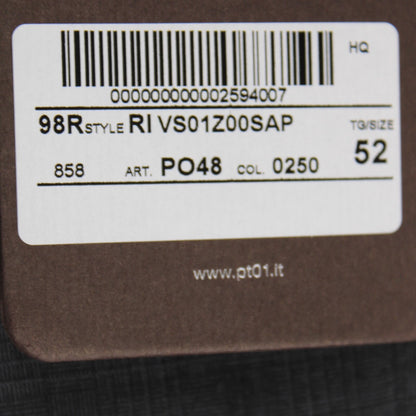 HQ
000000000002594007
98R STYLE RI VS01Z00SAP TG/SIZE
858 ART. PO48 COL. 0250 52
www.pt01.it